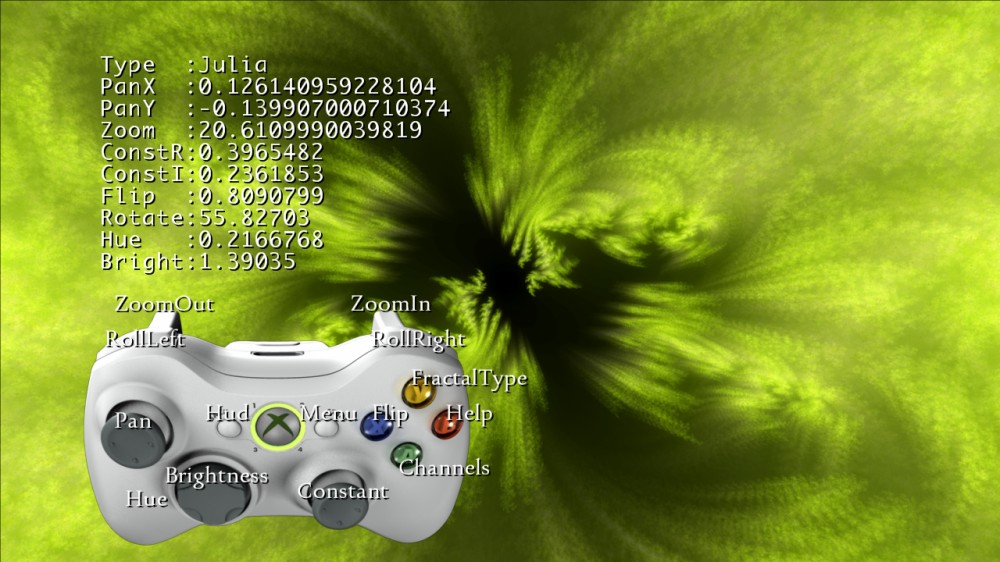 Type  :Julia
PanX  :0.126140959228104
PanY  :-0.139907000710374
Zoom  :20.6109990039819
ConstR:0.3965482
ConstI:0.2361853
Flip  :0.8090799
Rotate:55.82703
Hue   :0.2166768
Bright:1.39035
ZoomOut
ZoomIn
RollLeft
RollRight
FractalType
Pan
Hud
Menu
Flip
Help
Channels
Brightness
Hue
Constant